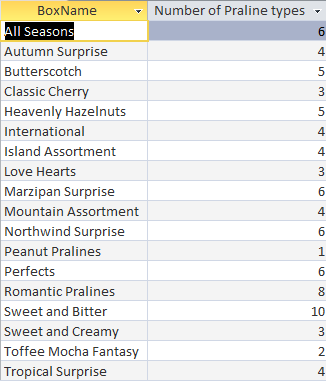 BoxName Number of Praline types
All Seasons 6
Autumn Surprise 4
Butterscotch 5
Classic Cherry 3
Heavenly Hazelnuts 5
International 4
Island Assortment 4
Love Hearts 3
Marzipan Surprise 6
Mountain Assortment 4
Northwind Surprise 6
Peanut Pralines 1
Perfects 6
Romantic Pralines 8
Sweet and Bitter 10
Sweet and Creamy 3
Toffee Mocha Fantasy 2
Tropical Surprise 4